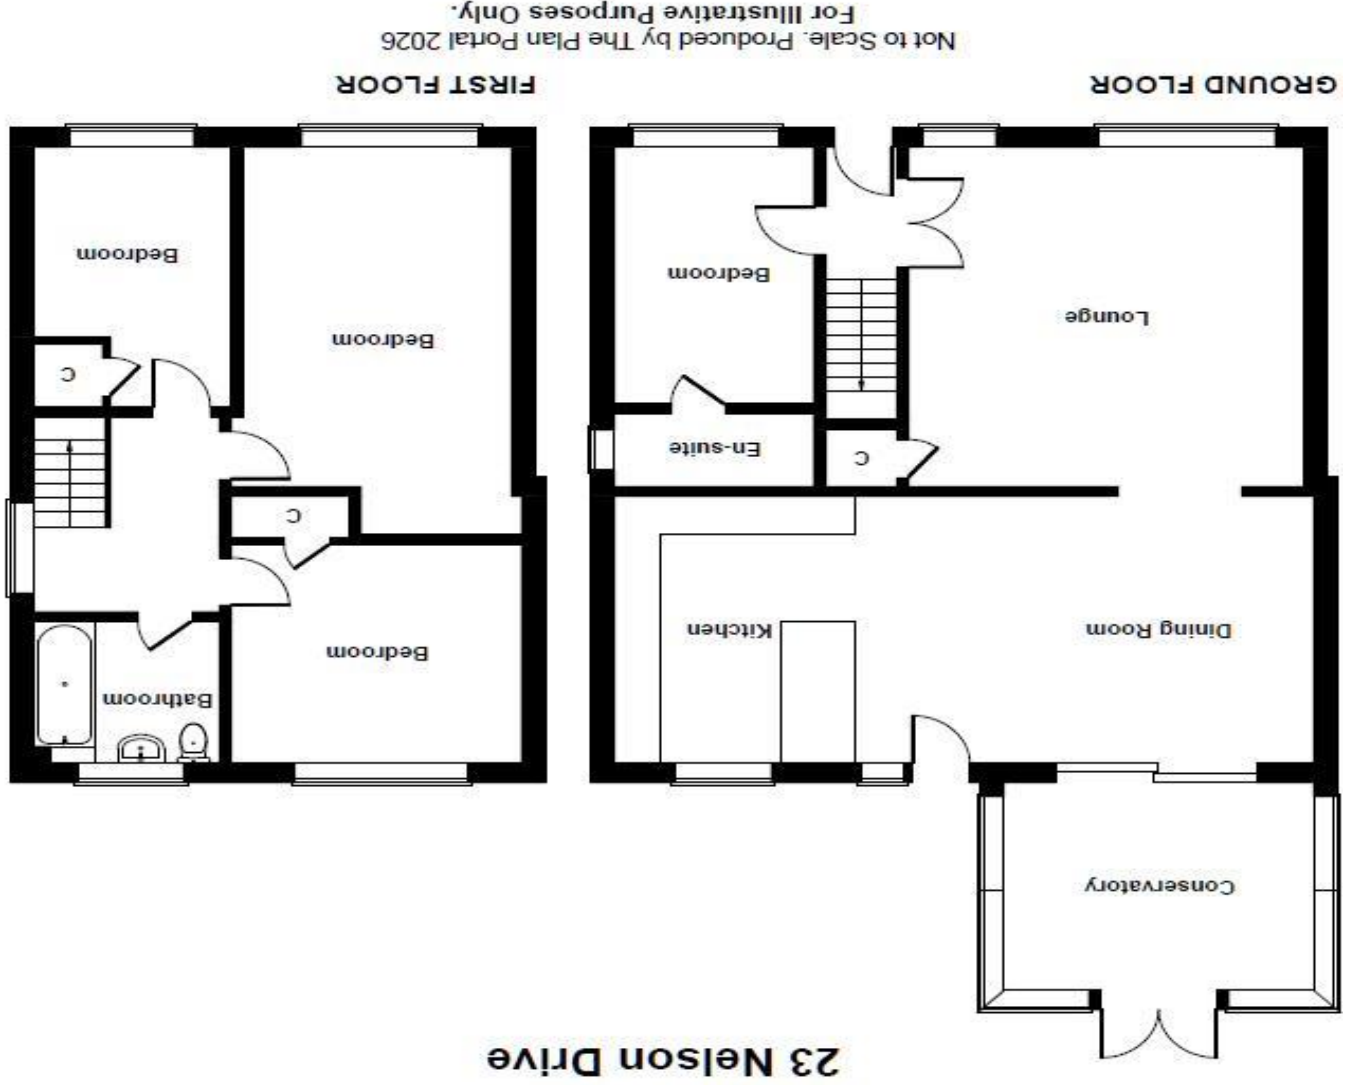 23 Nelson Drive
Conservatory
Dining Room
Kitchen
C
En-suite
Lounge
Bedroom
GROUND FLOOR
Bedroom
Bathroom
C
C
Bedroom
Bedroom
FIRST FLOOR
Not to Scale. Produced by The Plan Portal 2026
For Illustrative Purposes Only.